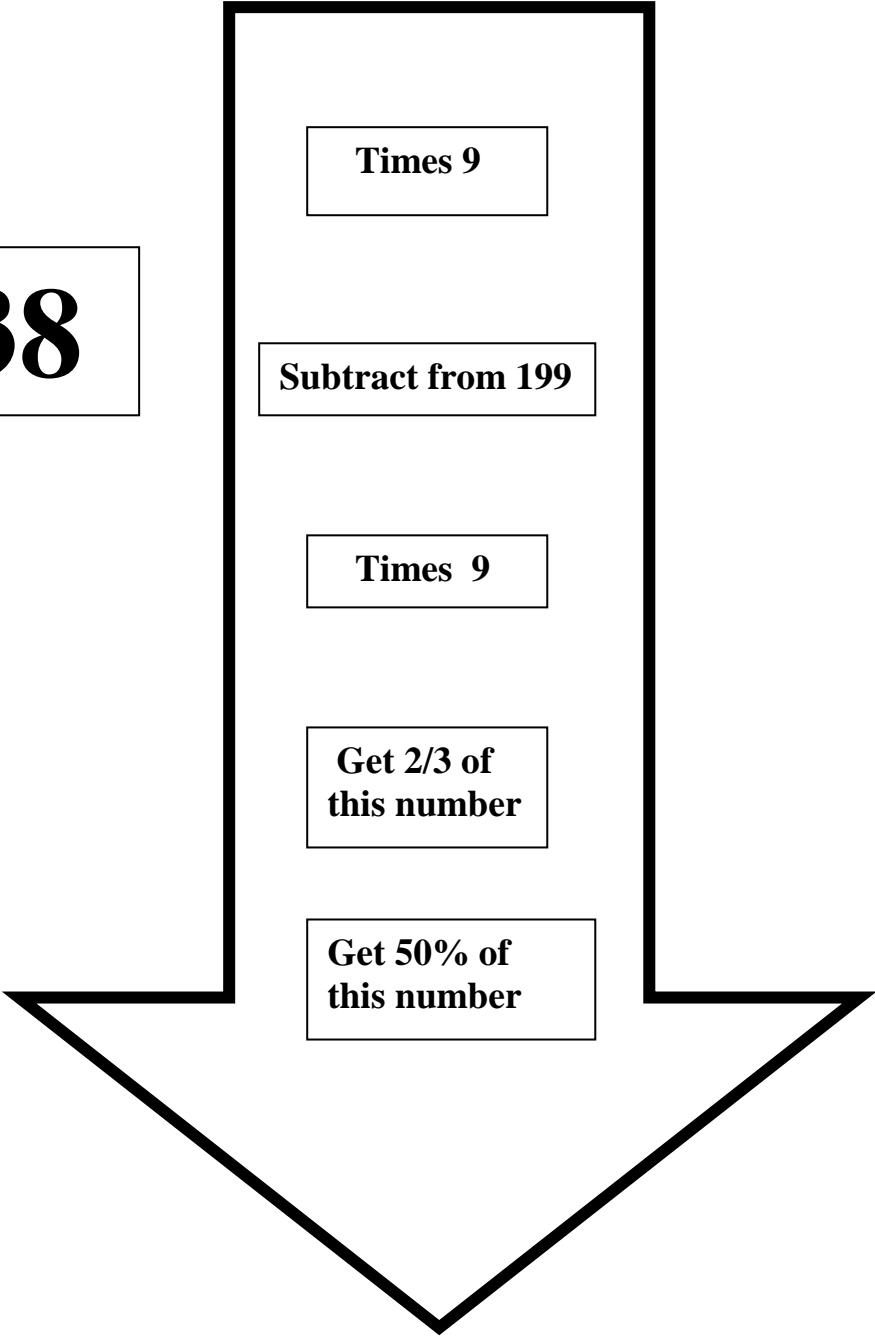 Times 9
38
Subtract from 199
Times 9
Get 2/3 of
this number
Get 50% of
this number